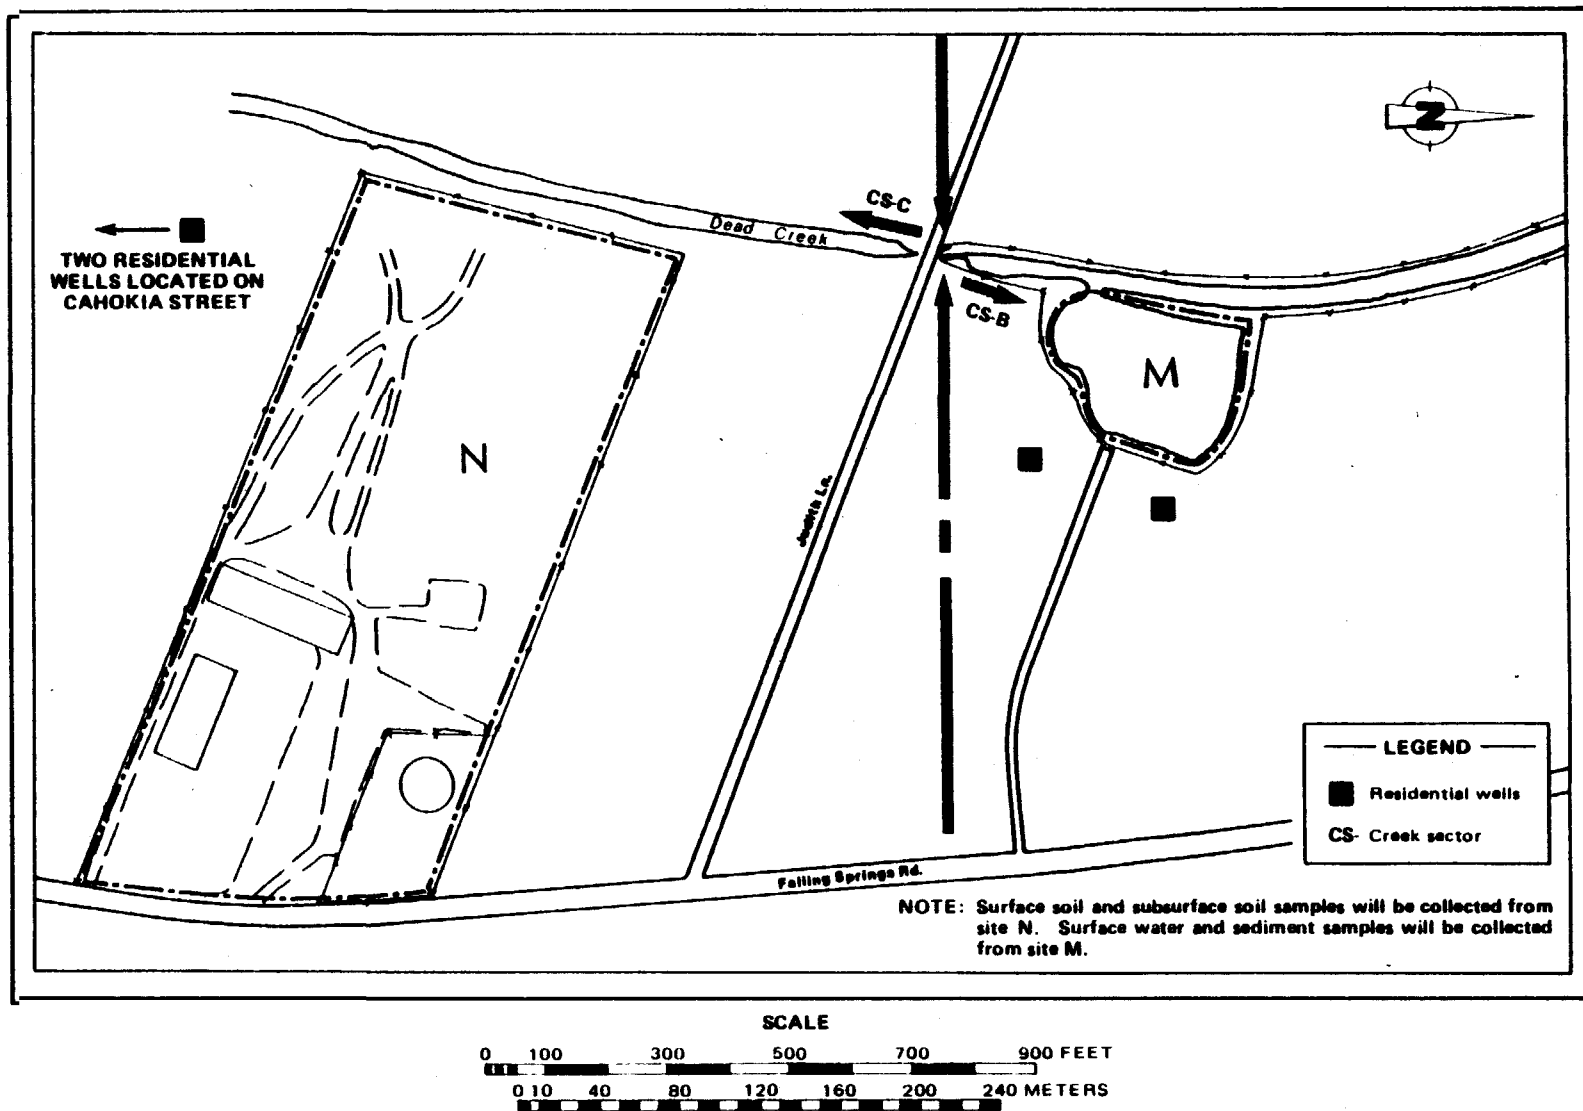 N
CS-C
Dead Creek
TWO RESIDENTIAL
WELLS LOCATED ON
CAHOKIA STREET
CS-B
M
N
Judith Ln.
LEGEND
Residential wells
CS- Creek sector
Falling Springs Rd.
NOTE: Surface soil and subsurface soil samples will be collected from
site N. Surface water and sediment samples will be collected
from site M.
SCALE
0 100 300 500 700 900 FEET
0 10 40 80 120 160 200 240 METERS